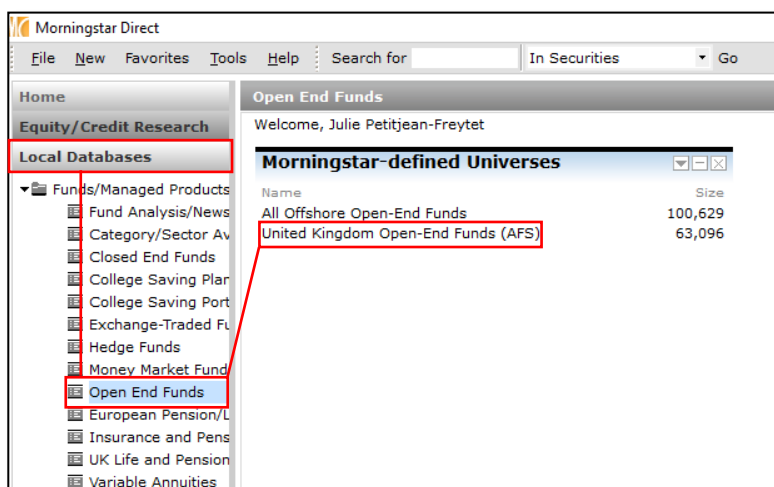 Morningstar Direct
File New Favorites Tools Help Search for In Securities Go
Home
Equity/Credit Research
Local Databases
Funds/Managed Products
Fund Analysis/News
Category/Sector Av
Closed End Funds
College Saving Plan
College Saving Port
Exchange-Traded Fu
Hedge Funds
Money Market Fund
Open End Funds
European Pension/L
Insurance and Pens
UK Life and Pension
Variable Annuities
Open End Funds
Welcome, Julie Petitjean-Freytet
Morningstar-defined Universes
Name Size
All Offshore Open-End Funds 100,629
United Kingdom Open-End Funds (AFS) 63,096